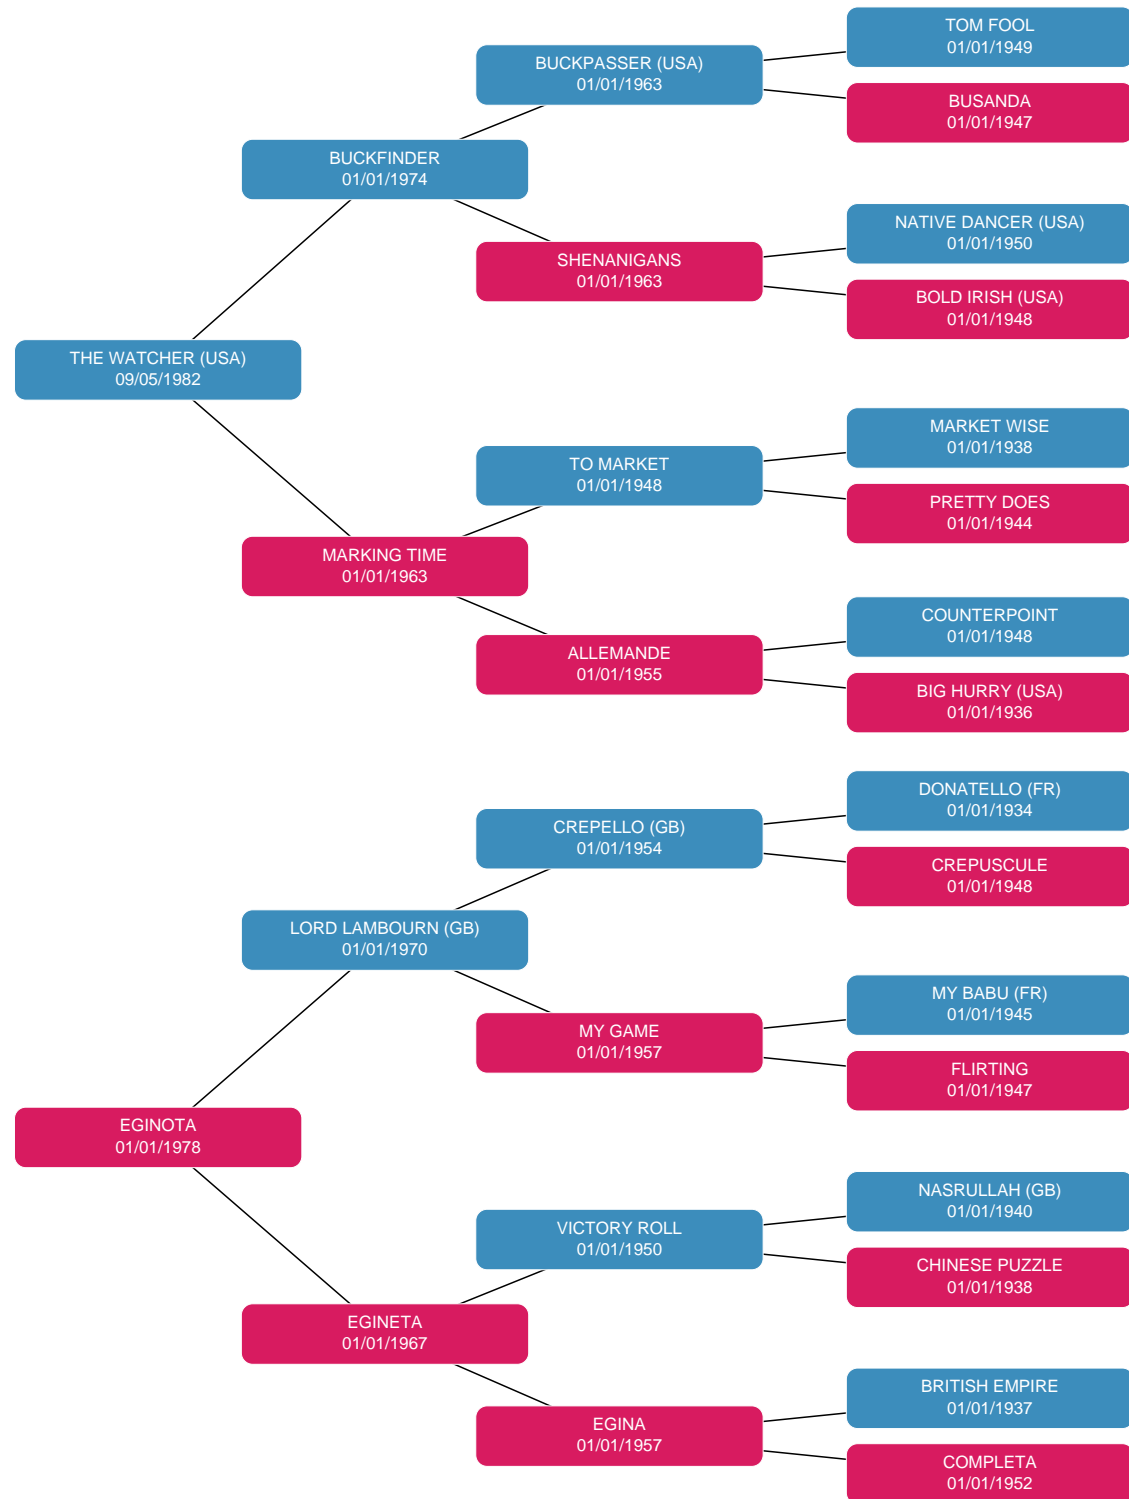 TOM FOOL
01/01/1949
BUCKPASSER (USA)
01/01/1963
BUSANDA
01/01/1947
BUCKFINDER
01/01/1974
NATIVE DANCER (USA)
01/01/1950
SHENANIGANS
01/01/1963
BOLD IRISH (USA)
01/01/1948
THE WATCHER (USA)
09/05/1982
MARKET WISE
01/01/1938
TO MARKET
01/01/1948
PRETTY DOES
01/01/1944
MARKING TIME
01/01/1963
COUNTERPOINT
01/01/1948
ALLEMANDE
01/01/1955
BIG HURRY (USA)
01/01/1936
DONATELLO (FR)
01/01/1934
CREPELLO (GB)
01/01/1954
CREPUSCULE
01/01/1948
LORD LAMBOURN (GB)
01/01/1970
MY BABU (FR)
01/01/1945
MY GAME
01/01/1957
FLIRTING
01/01/1947
EGINOTA
01/01/1978
NASRULLAH (GB)
01/01/1940
VICTORY ROLL
01/01/1950
CHINESE PUZZLE
01/01/1938
EGINETA
01/01/1967
BRITISH EMPIRE
01/01/1937
EGINA
01/01/1957
COMPLETA
01/01/1952